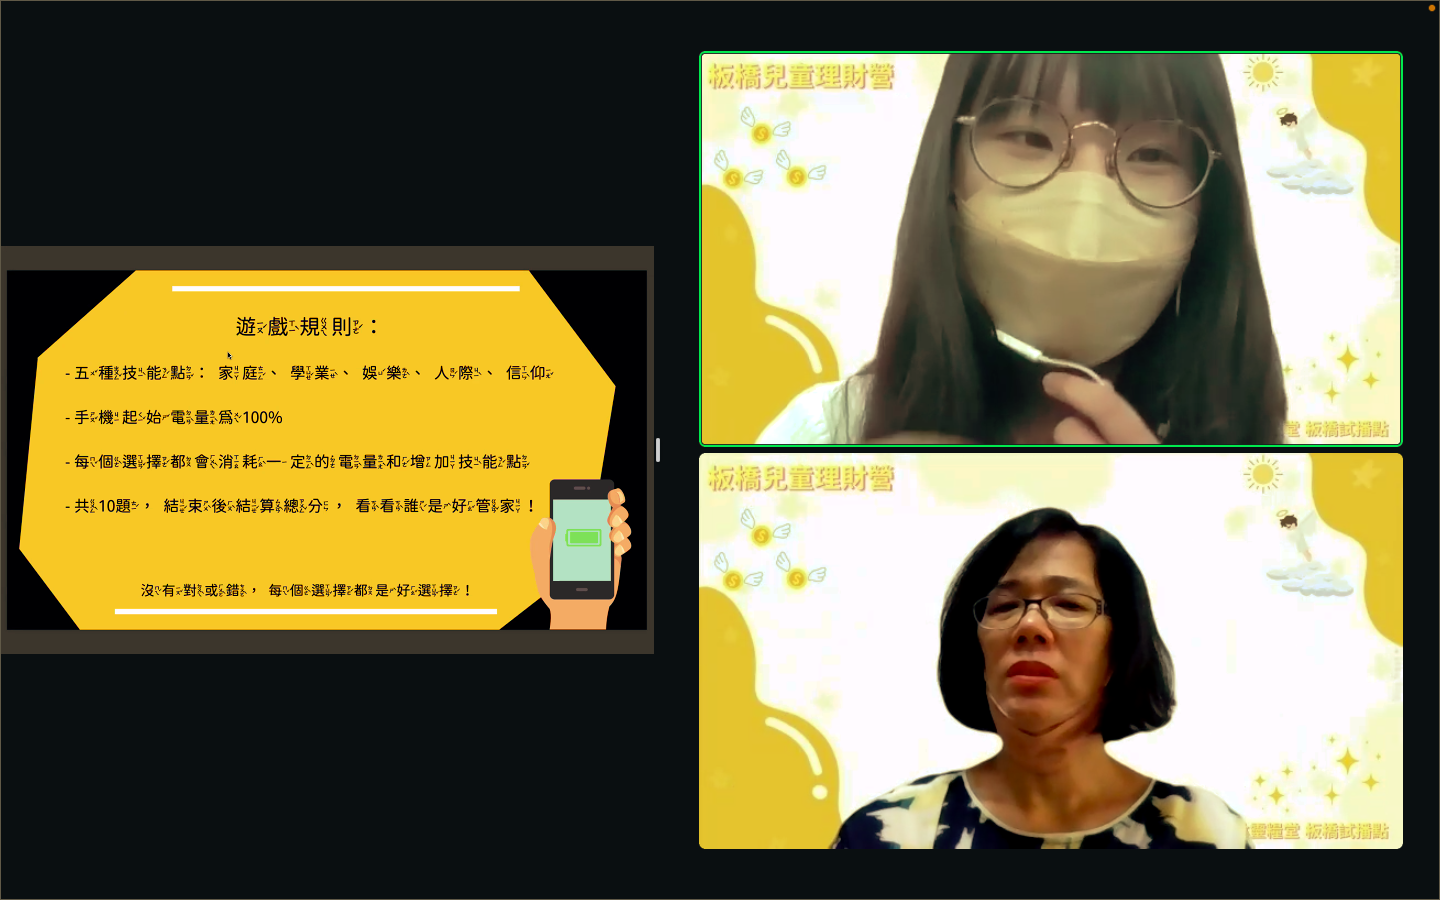 遊戲規則：
- 五種技能點： 家庭、 學業、 娛樂、 人際、 信仰
- 手機起始電量爲100%
- 每個選擇都會消耗一定的電量和增加技能點
- 共10題， 結束後結算總分， 看看誰是好管家！
沒有對或錯， 每個選擇都是好選擇！
板橋兒童理財營
堂 板橋試播點
板橋兒童理財營
靈糧堂 板橋試播點